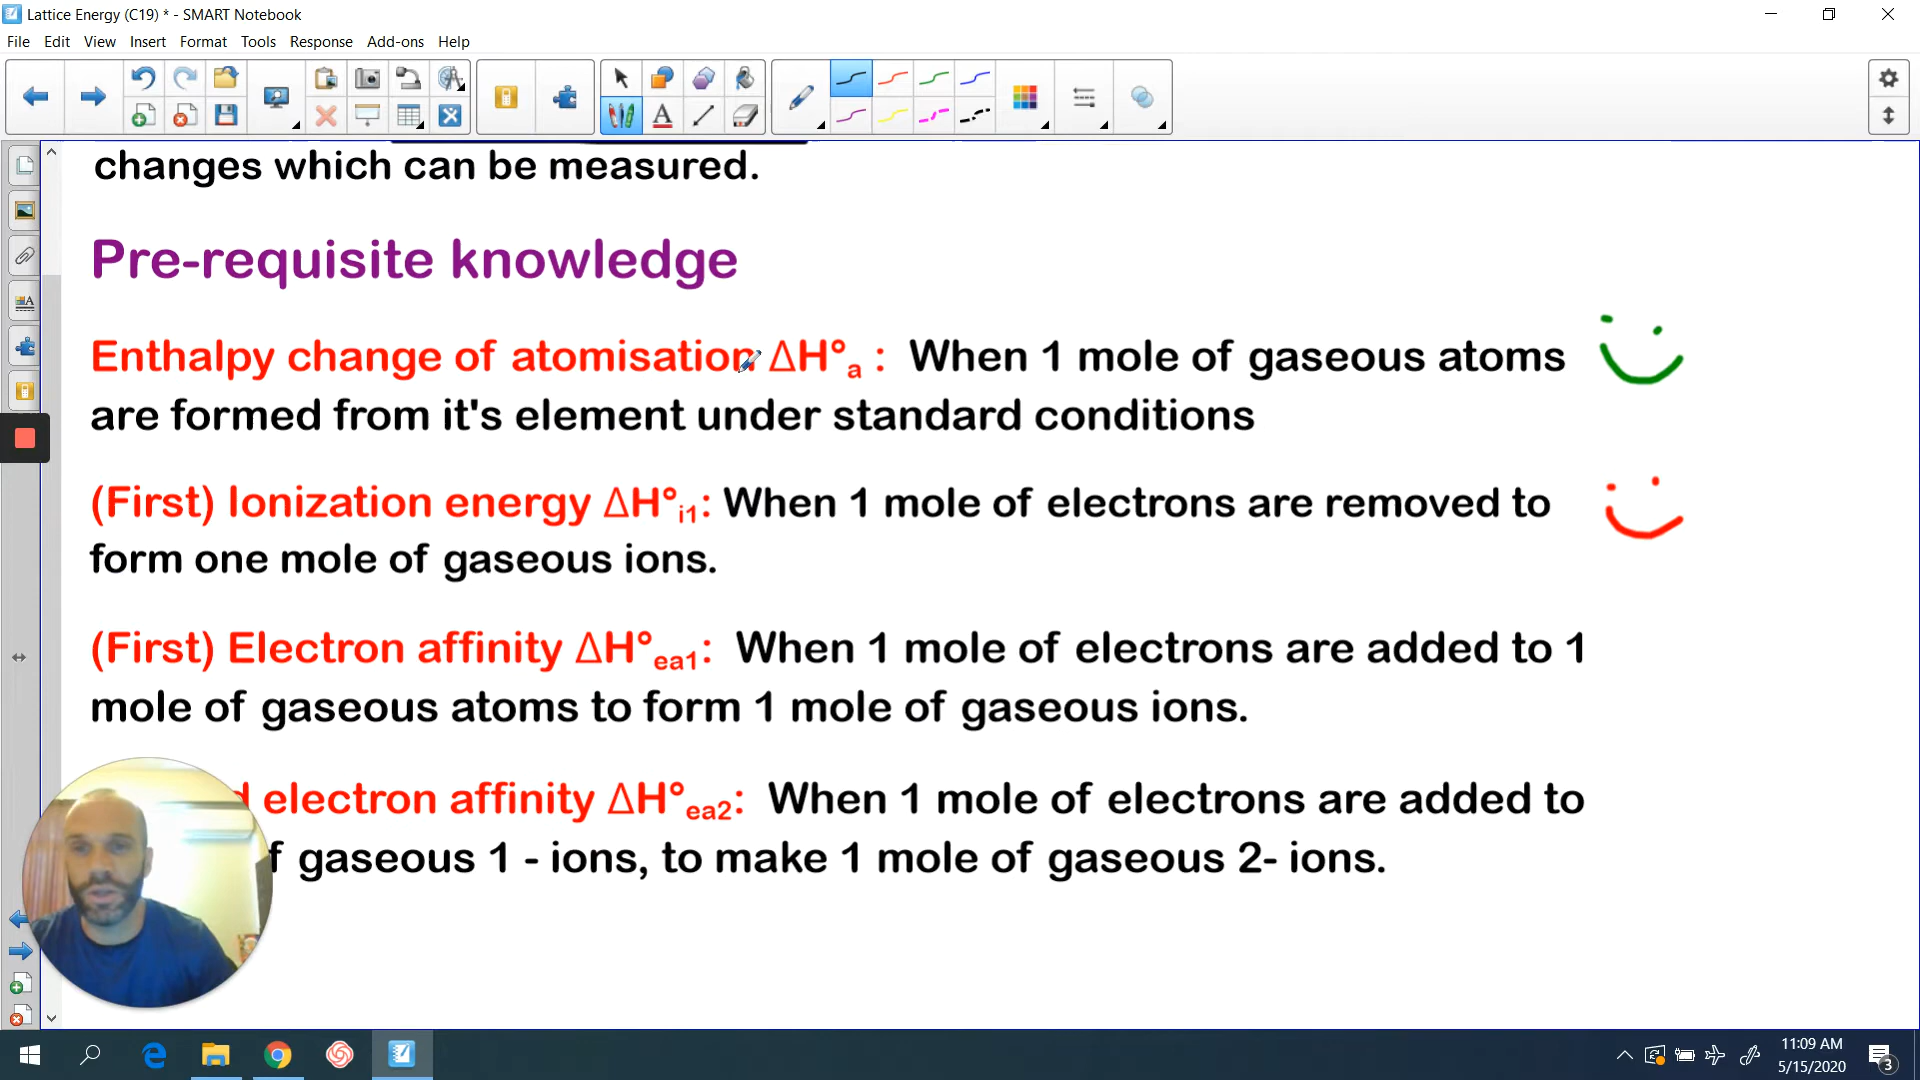 Lattice Energy (C19) * - SMART Notebook
File Edit View Insert Format Tools Response Add-ons Help
changes which can be measured.
Pre-requisite knowledge
Enthalpy change of atomisation ΔH°a : When 1 mole of gaseous atoms
are formed from it's element under standard conditions
(First) Ionization energy ΔH°i1: When 1 mole of electrons are removed to
form one mole of gaseous ions.
(First) Electron affinity ΔH°ea1: When 1 mole of electrons are added to 1
mole of gaseous atoms to form 1 mole of gaseous ions.
electron affinity ΔH°ea2: When 1 mole of electrons are added to
gaseous 1 - ions, to make 1 mole of gaseous 2- ions.
11:09 AM
5/15/2020
3